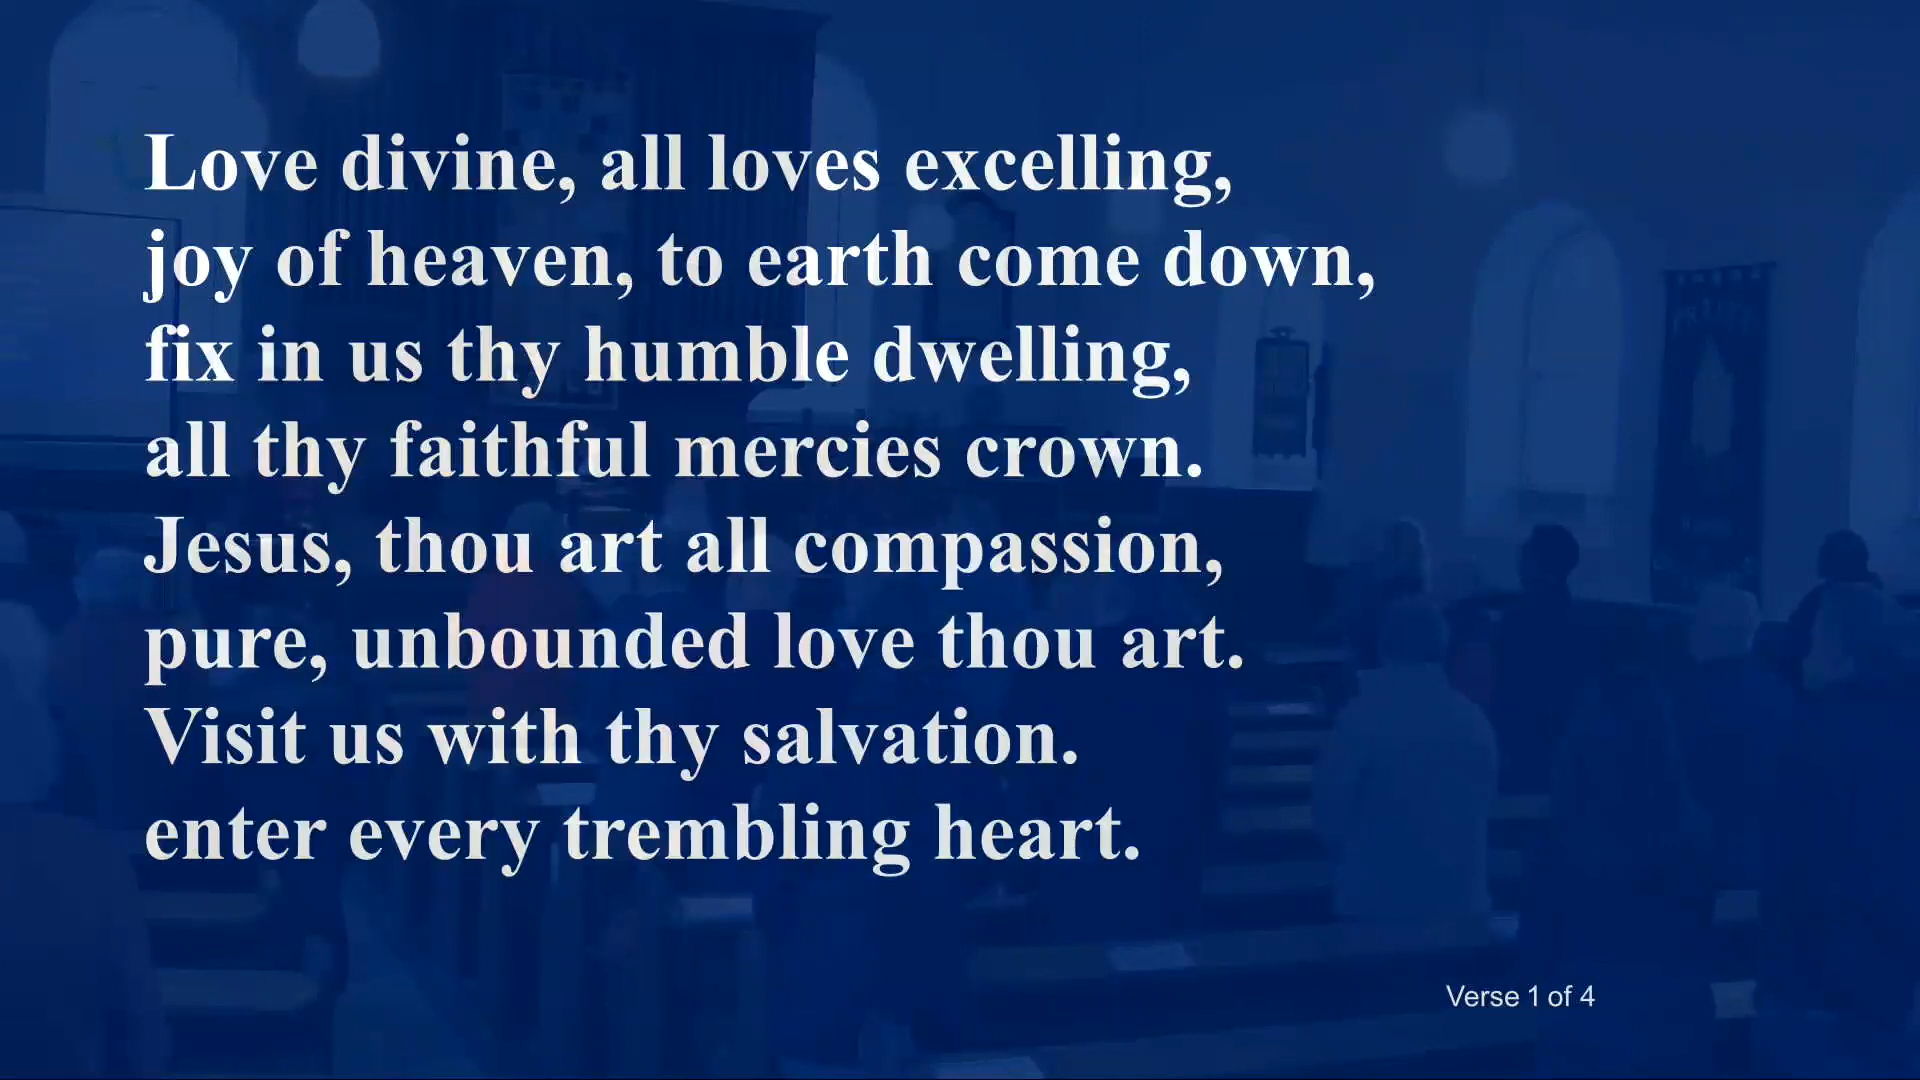 Love divine, all loves excelling,
joy of heaven, to earth come down,
fix in us thy humble dwelling,
all thy faithful mercies crown.
Jesus, thou art all compassion,
pure, unbounded love thou art.
Visit us with thy salvation.
enter every trembling heart.
PRAISE
Verse 1 of 4